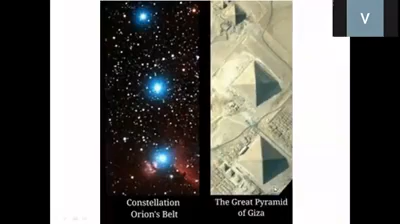 V
Constellation
Orion's Belt
The Great Pyramid
of Giza